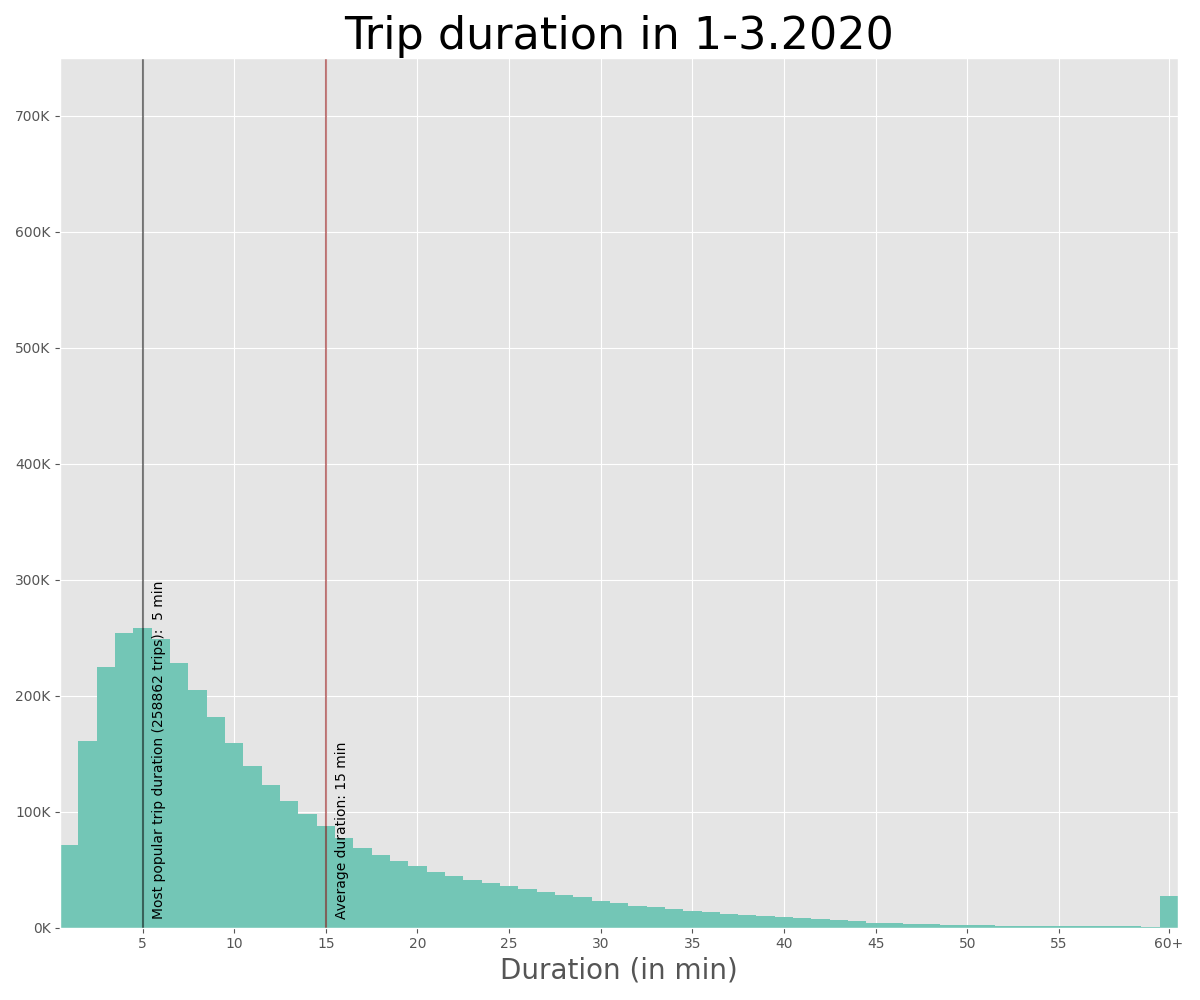 Trip duration in 1-3.2020
700K
600K
500K
400K
300K
200K
100K
0K
Most popular trip duration (258862 trips):  5 min
Average duration: 15 min
5 10 15 20 25 30 35 40 45 50 55 60+
Duration (in min)